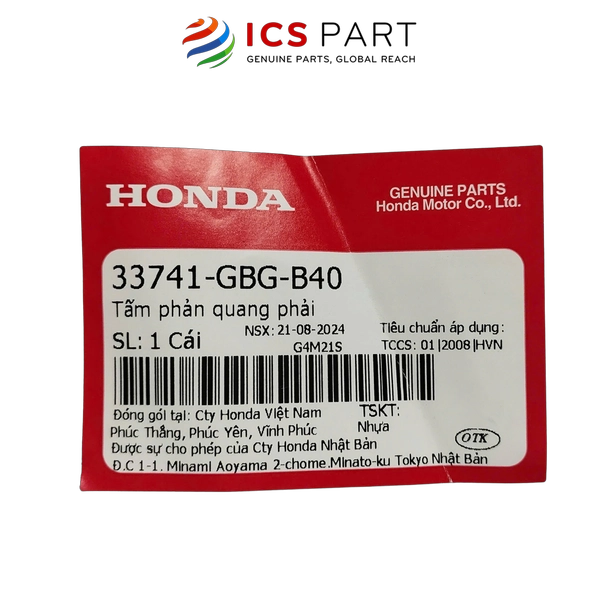 ICS PART
GENUINE PARTS, GLOBAL REACH
HONDA
GENUINE PARTS
Honda Motor Co., Ltd.
33741-GBG-B40
Tấm phản quang phải
SL: 1 Cái
NSX: 21-08-2024
G4M21S
Tiêu chuẩn áp dụng:
TCCS: 01|2008|HVN
Đóng gói tại: Cty Honda Việt Nam
Phúc Thắng, Phúc Yên, Vĩnh Phúc
TSKT:
Nhựa
Được sự cho phép của Cty Honda Nhật Bản
OTK
Đ.C 1-1. Minami Aoyama 2-chome.Minato-ku Tokyo Nhật Bản